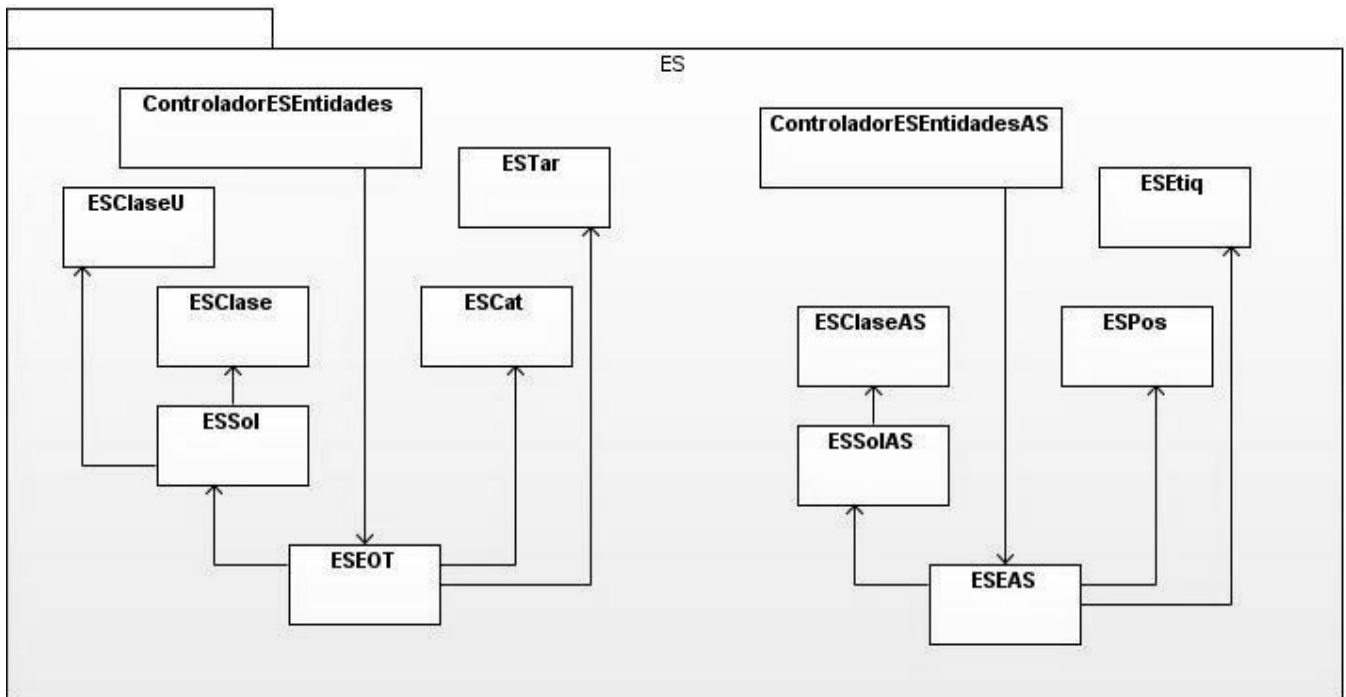 ES
ControladorESEntidades
ControladorESEntidadesAS
ESTar
ESEtiq
ESClaseU
ESClase
ESCat
ESClaseAS
ESPos
ESSol
ESSolAS
ESEOT
ESEAS